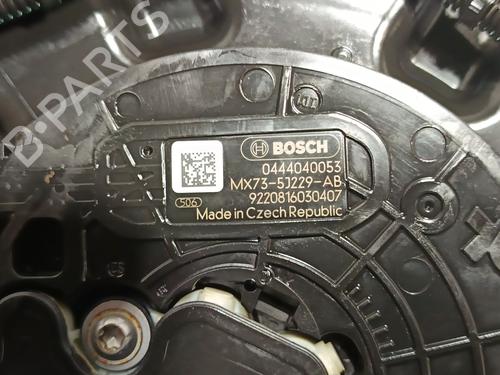 B-PARTS
BOSCH
0444040053
MX73-5J229-AB
9220816030407
506
Made in Czech Republic